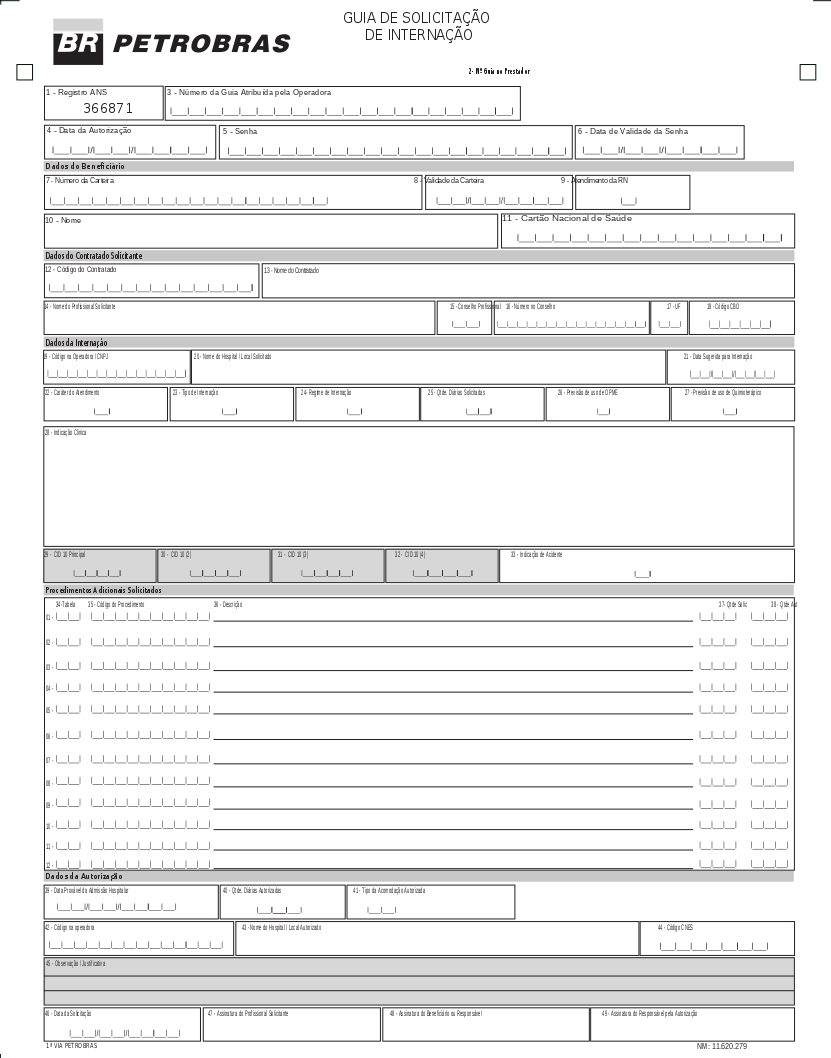 BR PETROBRAS
GUIA DE SOLICITAÇÃO
DE INTERNAÇÃO
2- Nº Guia no Prestador
1 - Registro ANS
366871
3 - Número da Guia Atribuída pela Operadora
4 - Data da Autorização
5 - Senha
6 - Data de Validade da Senha
Dados do Beneficiário
7- Número da Carteira
8 - Validade da Carteira
9 - Atendimento da RN
10 - Nome
11 - Cartão Nacional de Saúde
Dados do Contratado Solicitante
12 - Código do Contratado
13 - Nome do Contratado
14 - Nome do Profissional Solicitante
15 - Conselho Profissional
16 - Número no Conselho
17 - UF
18 - Código CBO
Dados da Internação
19 - Código na Operadora / CNPJ
20 - Nome do Hospital / Local Solicitado
21 - Data Sugerida para Internação
22 - Caráter do Atendimento
23 - Tipo de Internação
24- Regime de Internação
25 - Qtde. Diárias Solicitadas
26 - Previsão de uso de OPME
27 - Previsão de uso de Quimioterápico
28 - Indicação Clínica
29 - CID 10 Principal
30 - CID 10 (2)
31 - CID 10 (3)
32 - CID 10 (4)
33 - Indicação de Acidente
Procedimentos Adicionais Solicitados
34-Tabela
35 - Código do Procedimento
36 - Descrição
37- Qtde Solic
38 - Qtde Aut
01 -
02 -
03 -
04 -
05 -
06 -
07 -
08 -
09 -
10 -
11 -
12 -
Dados da Autorização
39 - Data Provável da Admissão Hospitalar
40 - Qtde. Diárias Autorizadas
41 - Tipo da Acomodação Autorizada
42 - Código na operadora
43 -Nome do Hospital / Local Autorizado
44 - Código CNES
45 - Observação / Justificativa
46 - Data da Solicitação
47 - Assinatura do Profissional Solicitante
48 - Assinatura do Beneficiário ou Responsável
49 - Assinatura do Responsável pela Autorização
1ª VIA PETROBRAS
NM: 11.620.279